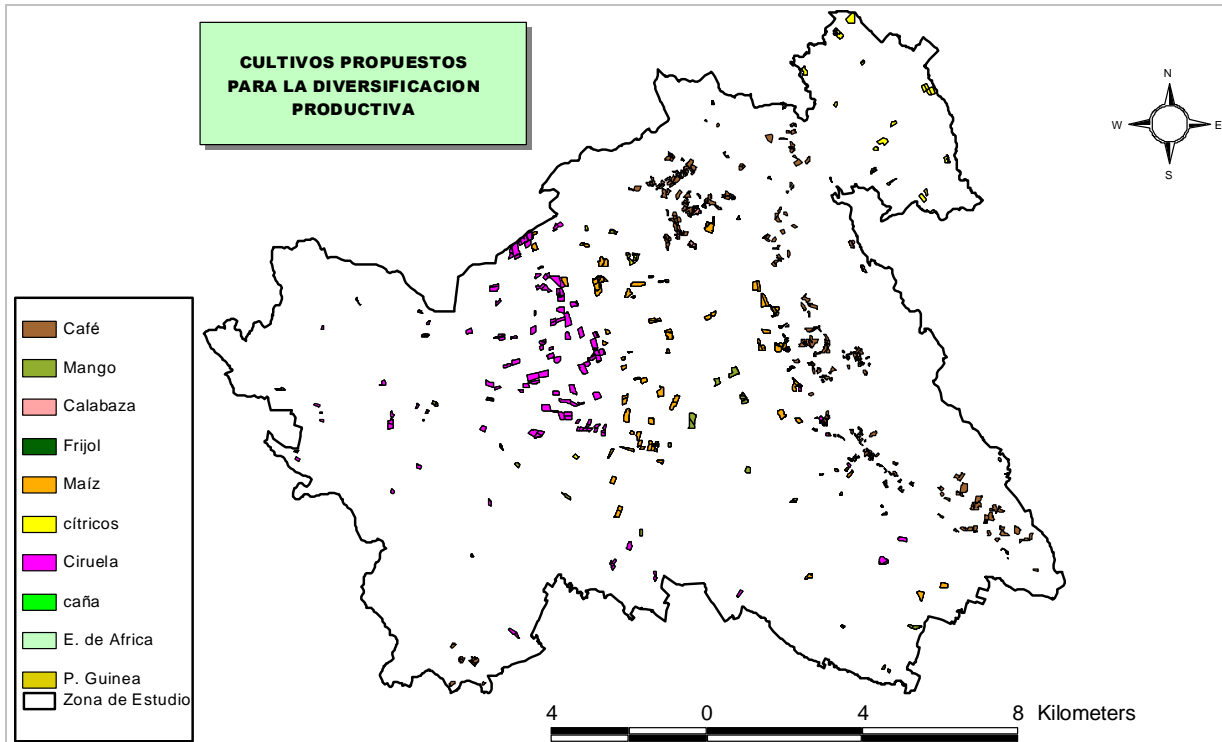 CULTIVOS PROPUESTOS
PARA LA DIVERSIFICACION
PRODUCTIVA
N
W
E
S
Café
Mango
Calabaza
Frijol
Maíz
cítricos
Ciruela
caña
E. de Africa
P. Guinea
Zona de Estudio
4 0 8 Kilometers